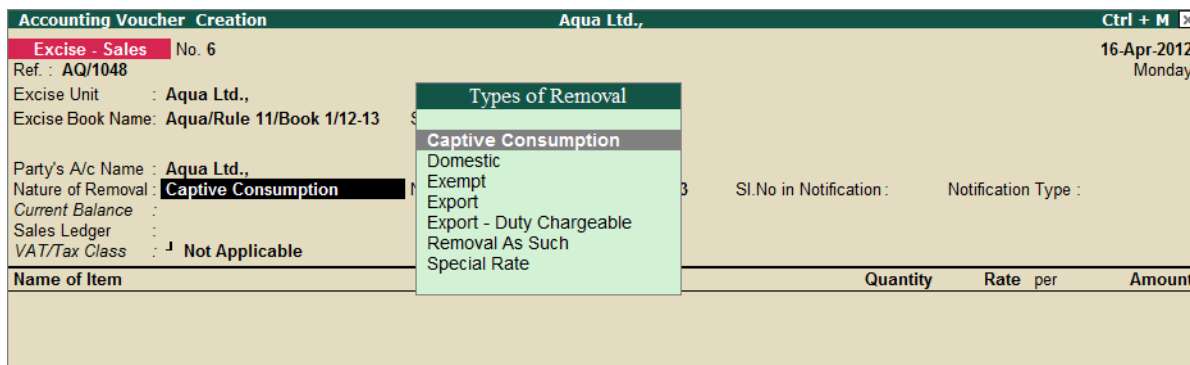 Accounting Voucher Creation Aqua Ltd., Ctrl + M
Excise - Sales No. 6 16-Apr-2012
Ref. : AQ/1048 Monday
Excise Unit : Aqua Ltd.,
Excise Book Name: Aqua/Rule 11/Book 1/12-13
Party's A/c Name : Aqua Ltd.,
Nature of Removal : Captive Consumption Sl.No in Notification : Notification Type :
Current Balance :
Sales Ledger :
VAT/Tax Class : Not Applicable
Types of Removal
Captive Consumption
Domestic
Exempt
Export
Export - Duty Chargeable
Removal As Such
Special Rate
Name of Item Quantity Rate per Amount